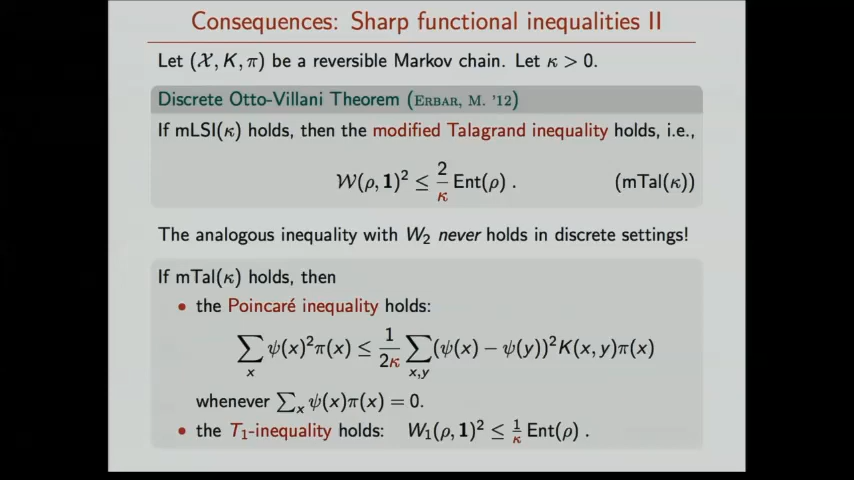 Consequences: Sharp functional inequalities II
Let (𝒳, K, π) be a reversible Markov chain. Let κ > 0.
Discrete Otto-Villani Theorem (Erbar, M. '12)
If mLSI(κ) holds, then the modified Talagrand inequality holds, i.e.,
𝒲(ρ, 𝟏)² ≤ 2/κ Ent(ρ) . (mTal(κ))
The analogous inequality with W₂ never holds in discrete settings!
If mTal(κ) holds, then
• the Poincaré inequality holds:
∑ₓ ψ(x)²π(x) ≤ 1/2κ ∑ₓ,ᵧ (ψ(x) − ψ(y))²K(x, y)π(x)
whenever ∑ₓ ψ(x)π(x) = 0.
• the T₁-inequality holds: W₁(ρ, 𝟏)² ≤ 1/κ Ent(ρ) .